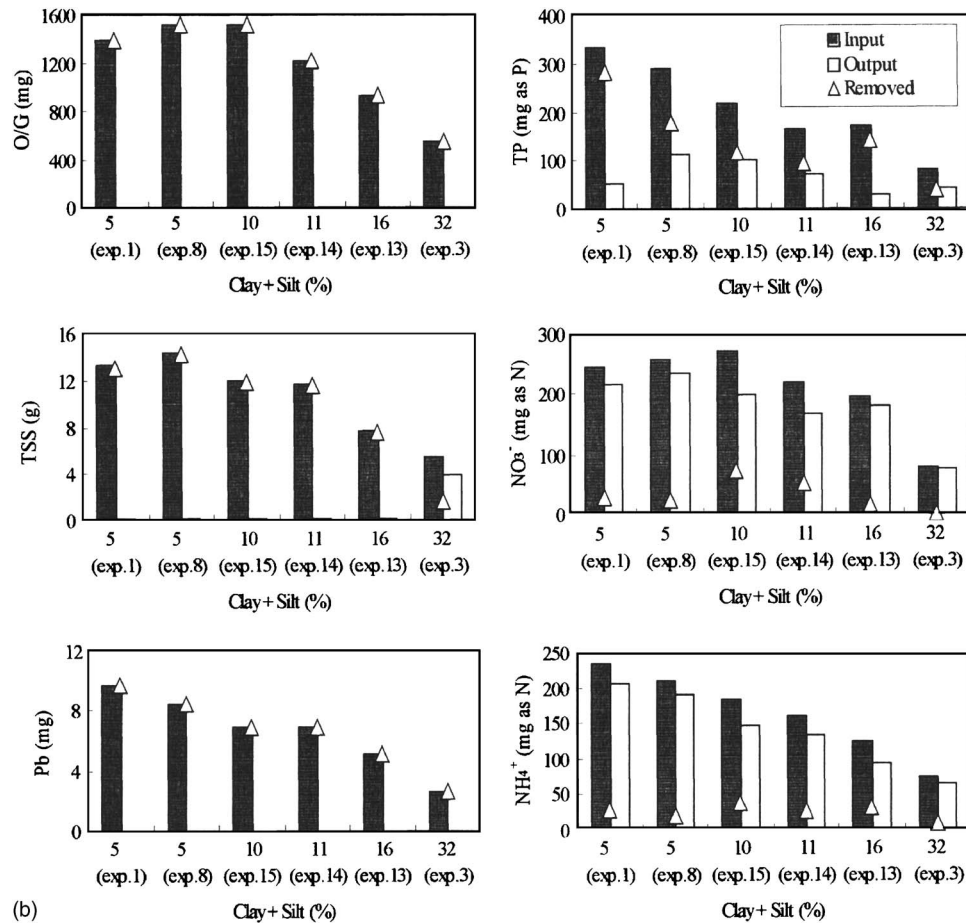 1600
1200
800
400
0
O/G (mg)
5 5 10 11 16 32
(exp.1) (exp.8) (exp.15) (exp.14) (exp.13) (exp.3)
Clay+ Silt (%)
400
300
200
100
0
TP (mg as P)
Input
Output
Removed
5 5 10 11 16 32
(exp.1) (exp.8) (exp.15) (exp.14) (exp.13) (exp.3)
Clay+ Silt (%)
16
12
8
4
0
TSS (g)
5 5 10 11 16 32
(exp.1) (exp.8) (exp.15) (exp.14) (exp.13) (exp.3)
Clay+ Silt (%)
300
200
100
0
NO3⁻ (mg as N)
5 5 10 11 16 32
(exp.1) (exp.8) (exp.15) (exp.14) (exp.13) (exp.3)
Clay+ Silt (%)
12
8
4
0
Pb (mg)
5 5 10 11 16 32
(exp.1) (exp.8) (exp.15) (exp.14) (exp.13) (exp.3)
Clay+ Silt (%)
250
200
150
100
50
0
NH4⁺ (mg as N)
5 5 10 11 16 32
(exp.1) (exp.8) (exp.15) (exp.14) (exp.13) (exp.3)
Clay+ Silt (%)
(b)